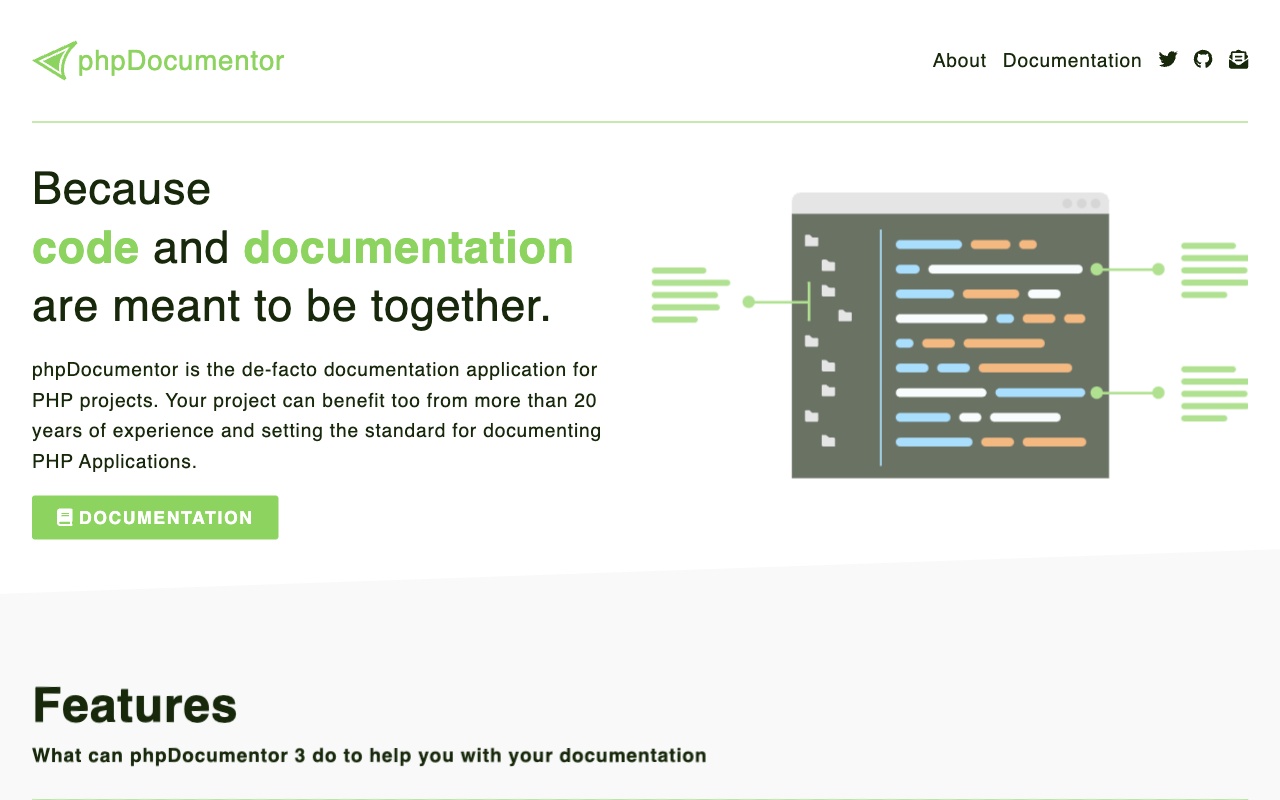 phpDocumentor
About Documentation
Because
code and documentation
are meant to be together.
phpDocumentor is the de-facto documentation application for
PHP projects. Your project can benefit too from more than 20
years of experience and setting the standard for documenting
PHP Applications.
DOCUMENTATION
Features
What can phpDocumentor 3 do to help you with your documentation